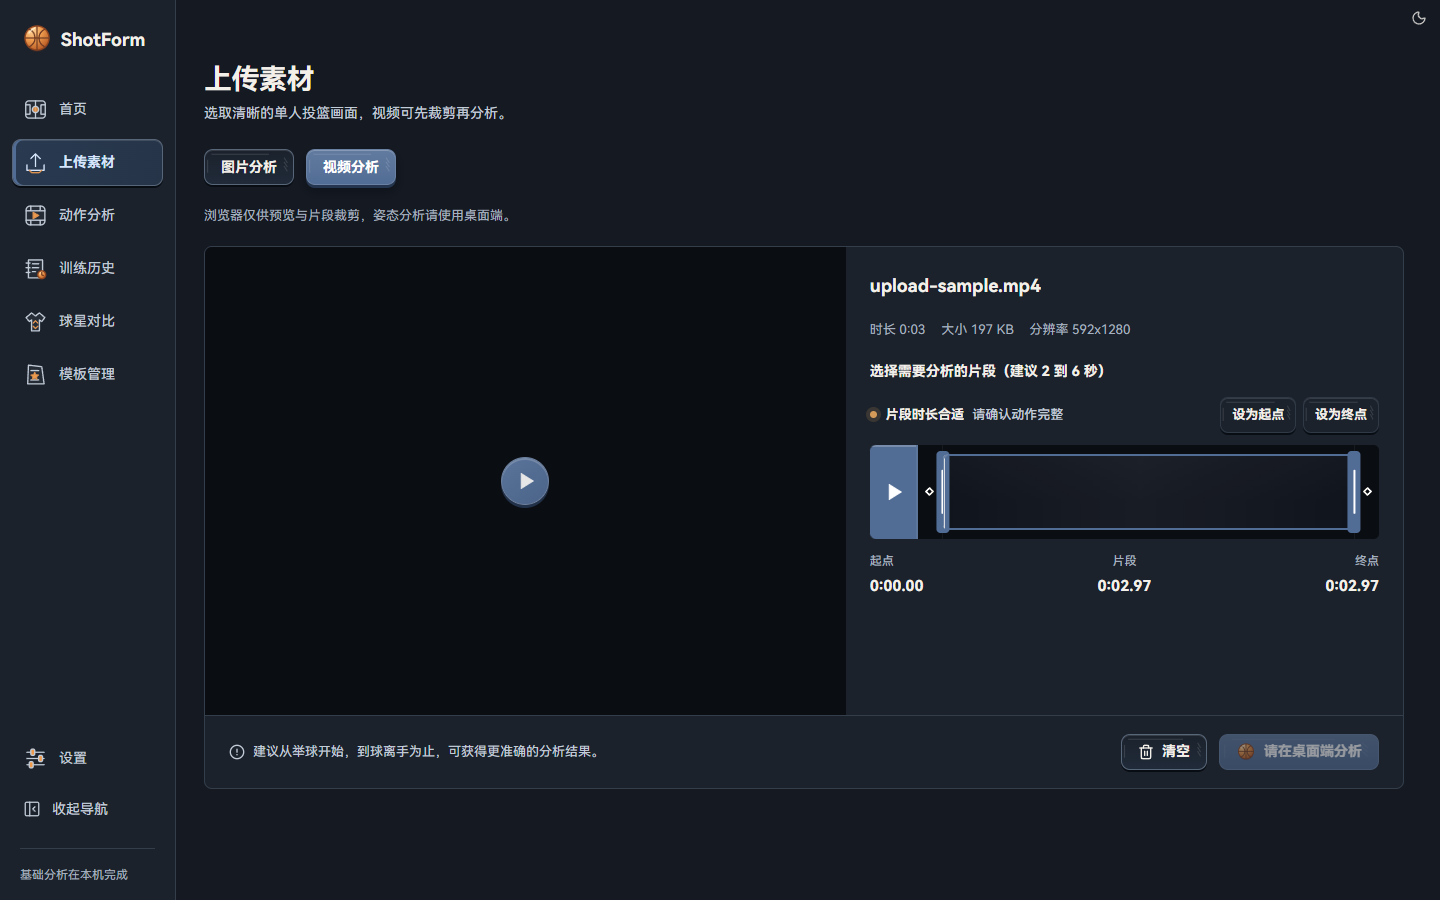 ShotForm
首页
上传素材
动作分析
训练历史
球星对比
模板管理
设置
收起导航
基础分析在本机完成
上传素材
选取清晰的单人投篮画面，视频可先裁剪再分析。
图片分析
视频分析
浏览器仅供预览与片段裁剪，姿态分析请使用桌面端。
upload-sample.mp4
时长 0:03 大小 197 KB 分辨率 592x1280
选择需要分析的片段（建议 2 到 6 秒）
片段时长合适 请确认动作完整
设为起点
设为终点
起点 片段 终点
0:00.00 0:02.97 0:02.97
建议从举球开始，到球离手为止，可获得更准确的分析结果。
清空
请在桌面端分析